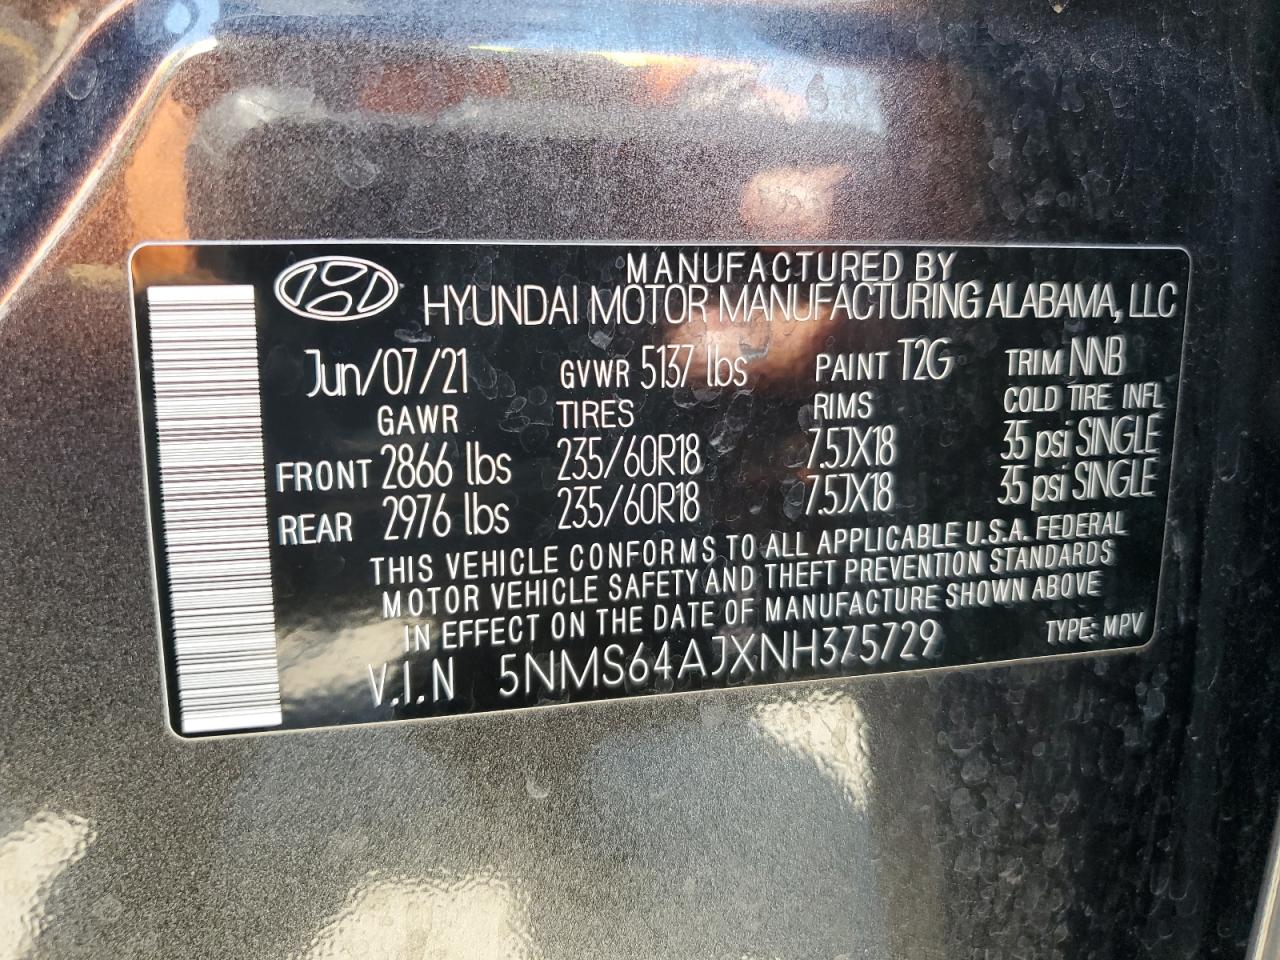 MANUFACTURED BY
HYUNDAI MOTOR MANUFACTURING ALABAMA, LLC
Jun/07/21 GVWR 5137 lbs PAINT T2G TRIM NNB
GAWR TIRES RIMS COLD TIRE INFL
FRONT 2866 lbs 235/60R18 7.5JX18 35 psi SINGLE
REAR 2976 lbs 235/60R18 7.5JX18 35 psi SINGLE
THIS VEHICLE CONFORMS TO ALL APPLICABLE U.S.A. FEDERAL
MOTOR VEHICLE SAFETY AND THEFT PREVENTION STANDARDS
IN EFFECT ON THE DATE OF MANUFACTURE SHOWN ABOVE
V.I.N 5NMS64AJXNH375729 TYPE: MPV